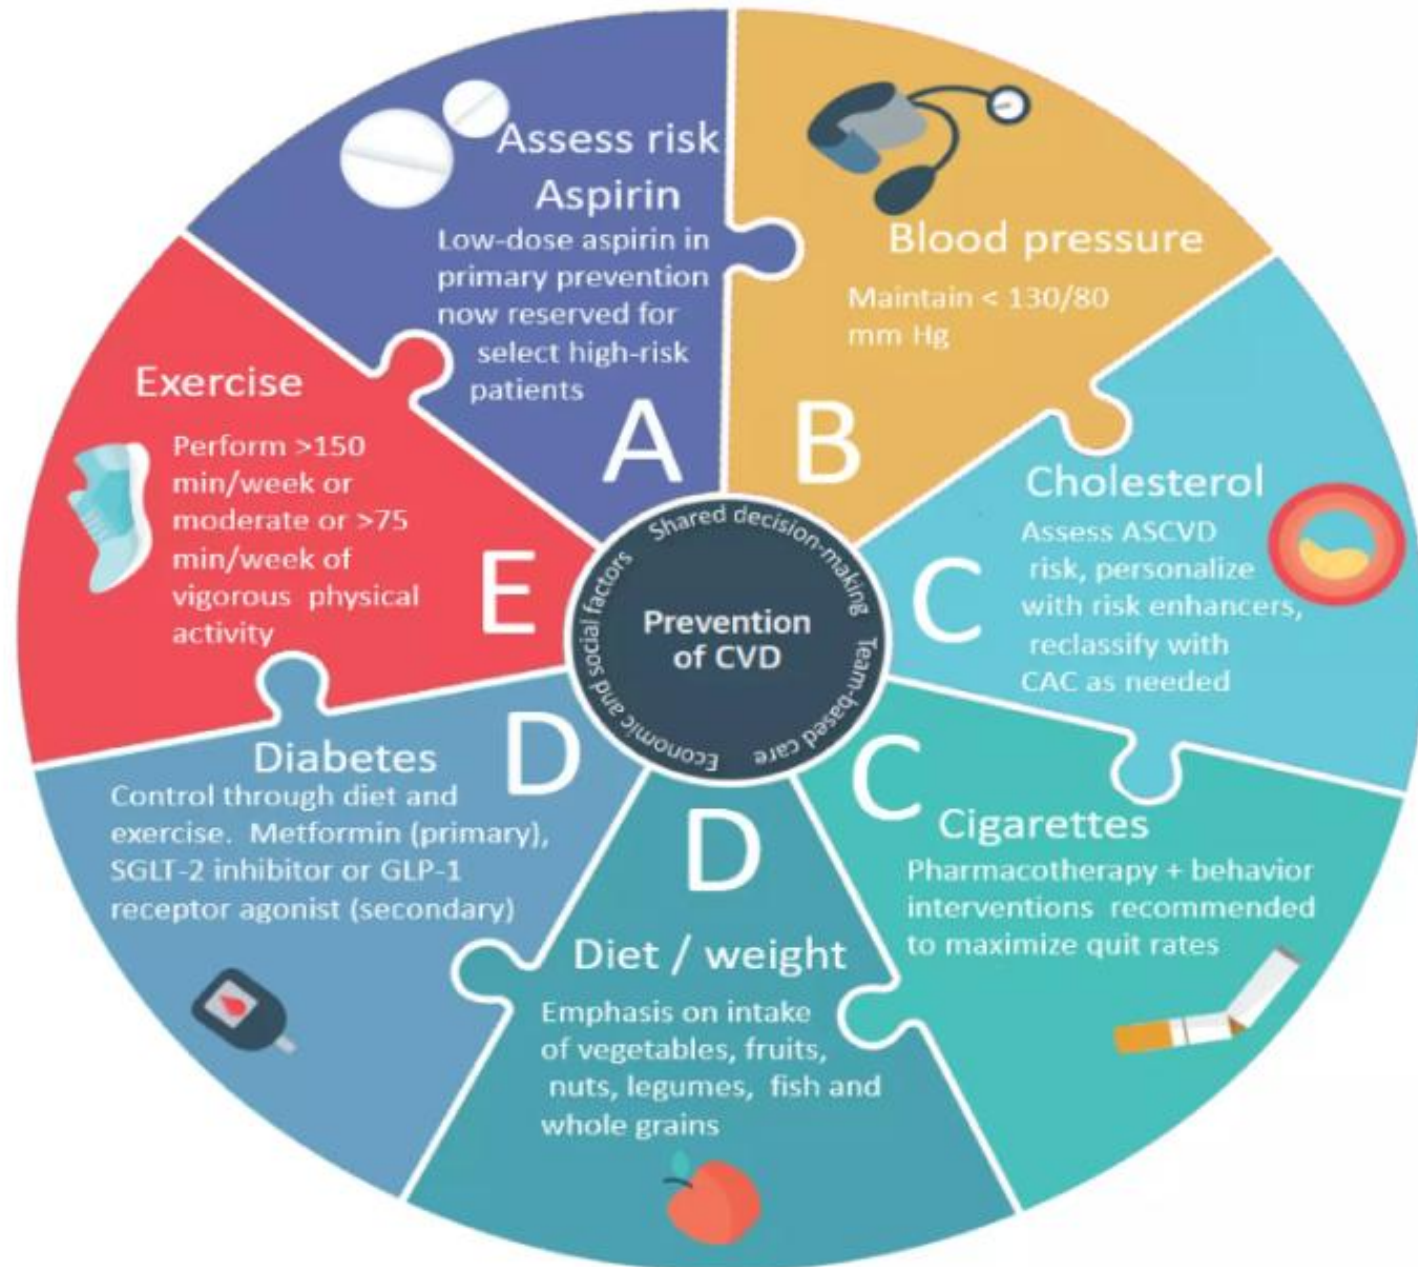 Assess risk
Aspirin
Low-dose aspirin in
primary prevention
now reserved for
select high-risk
patients
A
Blood pressure
Maintain < 130/80
mm Hg
B
Cholesterol
Assess ASCVD
risk, personalize
with risk enhancers,
reclassify with
CAC as needed
C
Cigarettes
Pharmacotherapy + behavior
interventions recommended
to maximize quit rates
C
Diet / weight
Emphasis on intake
of vegetables, fruits,
nuts, legumes, fish and
whole grains
D
Diabetes
Control through diet and
exercise. Metformin (primary),
SGLT-2 inhibitor or GLP-1
receptor agonist (secondary)
D
Exercise
Perform >150
min/week or
moderate or >75
min/week of
vigorous physical
activity
E
Shared decision-making
Team-based care
Economic and social factors
Prevention
of CVD